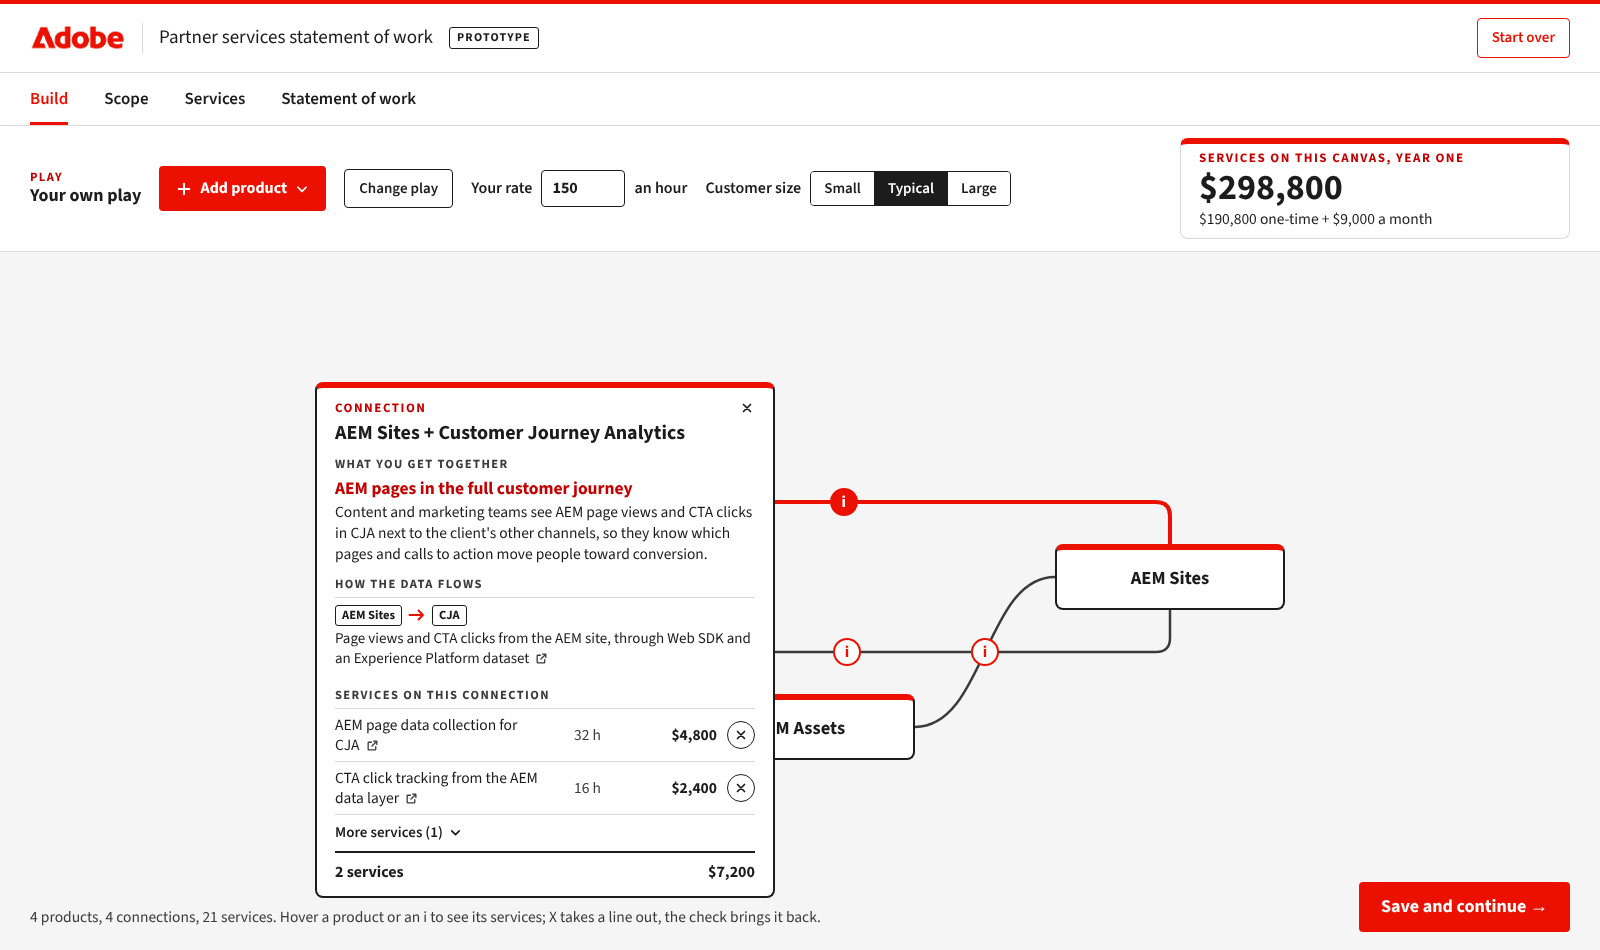 Adobe
Partner services statement of work
PROTOTYPE
Start over
Build
Scope
Services
Statement of work
PLAY
Your own play
+ Add product
Change play
Your rate
150
an hour
Customer size
Small
Typical
Large
SERVICES ON THIS CANVAS, YEAR ONE
$298,800
$190,800 one-time + $9,000 a month
CONNECTION
AEM Sites + Customer Journey Analytics
WHAT YOU GET TOGETHER
AEM pages in the full customer journey
Content and marketing teams see AEM page views and CTA clicks
in CJA next to the client's other channels, so they know which
pages and calls to action move people toward conversion.
HOW THE DATA FLOWS
AEM Sites → CJA
Page views and CTA clicks from the AEM site, through Web SDK and
an Experience Platform dataset
SERVICES ON THIS CONNECTION
AEM page data collection for
CJA
32 h
$4,800
CTA click tracking from the AEM
data layer
16 h
$2,400
More services (1)
2 services
$7,200
i
AEM Sites
i
i
M Assets
4 products, 4 connections, 21 services. Hover a product or an i to see its services; X takes a line out, the check brings it back.
Save and continue →